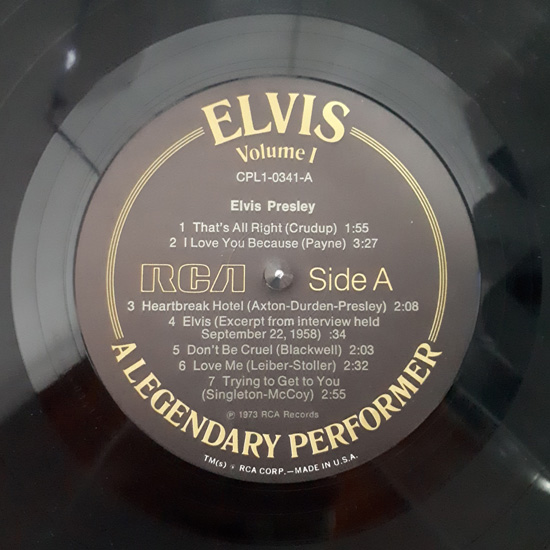 ELVIS
Volume I
CPL1-0341-A
Elvis Presley
1 That's All Right (Crudup) 1:55
2 I Love You Because (Payne) 3:27
RCA Side A
3 Heartbreak Hotel (Axton-Durden-Presley) 2:08
4 Elvis (Excerpt from interview held
September 22, 1958) :34
5 Don't Be Cruel (Blackwell) 2:03
6 Love Me (Leiber-Stoller) :32
7 Trying to Get to You
(Singleton-McCoy) 2:55
℗ 1973 RCA Records
A LEGENDARY PERFORMER
TM(s) ® RCA CORP.—MADE IN U.S.A.